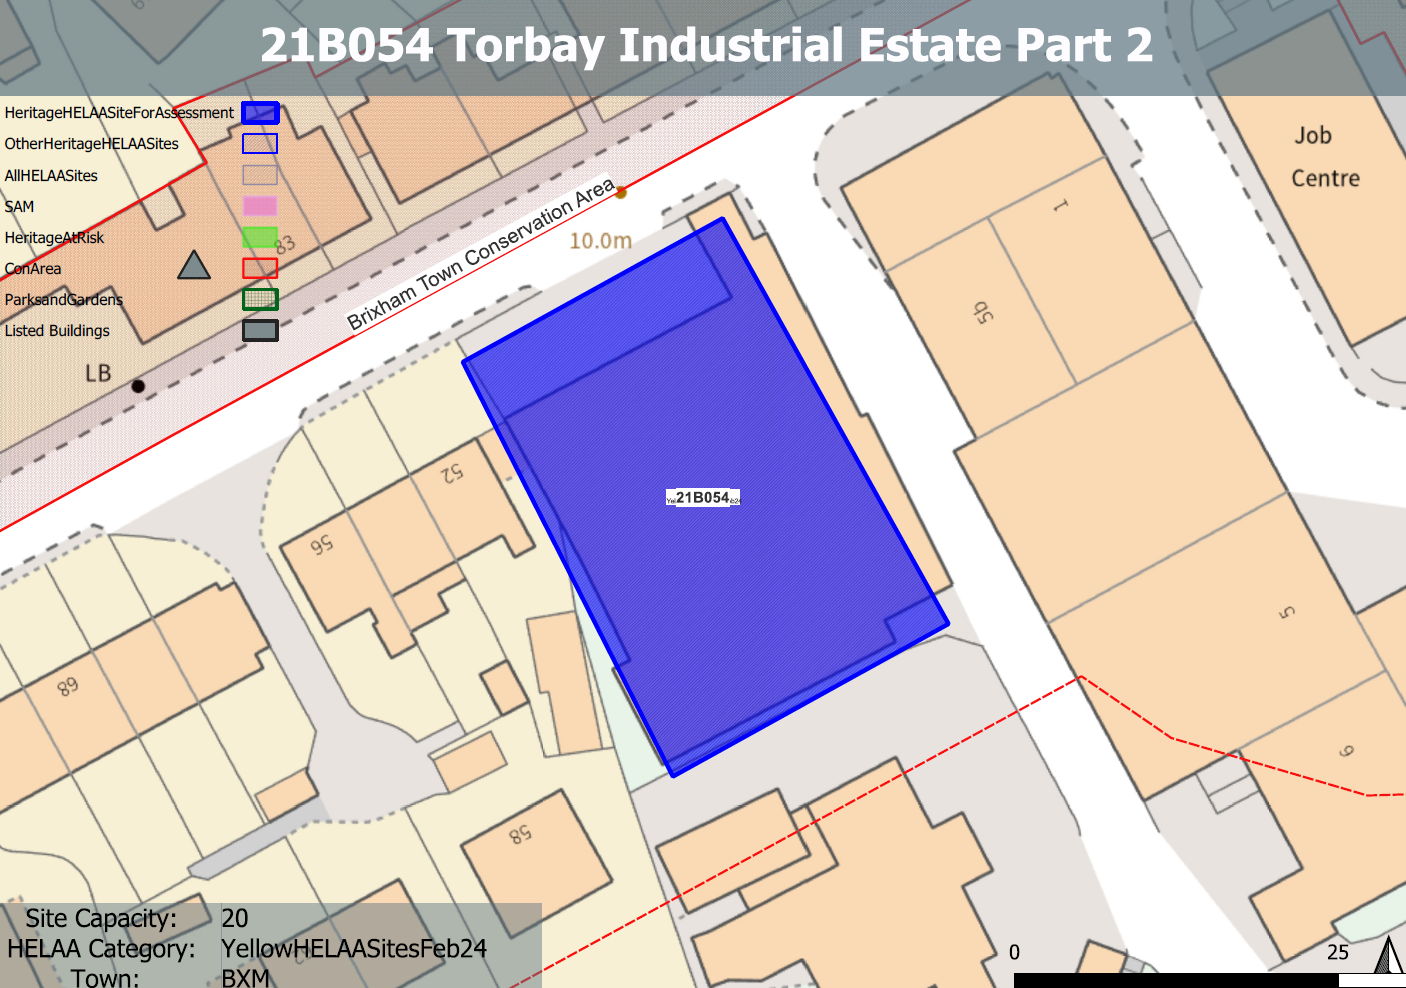 21B054 Torbay Industrial Estate Part 2
HeritageHELAASiteForAssessment
OtherHeritageHELAASites
AllHELAASites
SAM
HeritageAtRisk
ConArea
ParksandGardens
Listed Buildings
83
LB
Brixham Town Conservation Area
10.0m
Job
Centre
1
5b
52
56
21B054
5
68
6
58
Site Capacity: 20
HELAA Category: YellowHELAASitesFeb24
Town: BXM
0 25